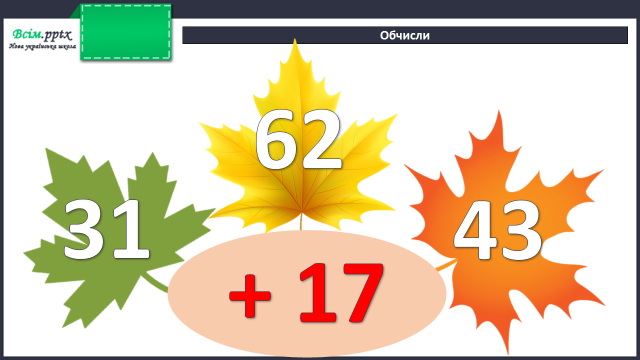 Всім.pptx
Нова українська школа
Обчисли
62
31
43
+ 17